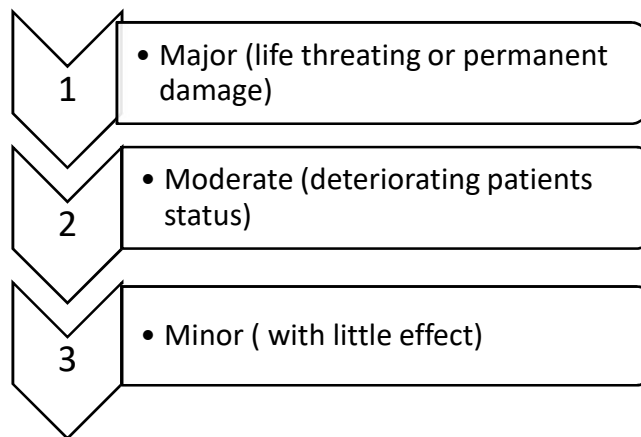 1
• Major (life threating or permanent
damage)
2
• Moderate (deteriorating patients
status)
3
• Minor ( with little effect)